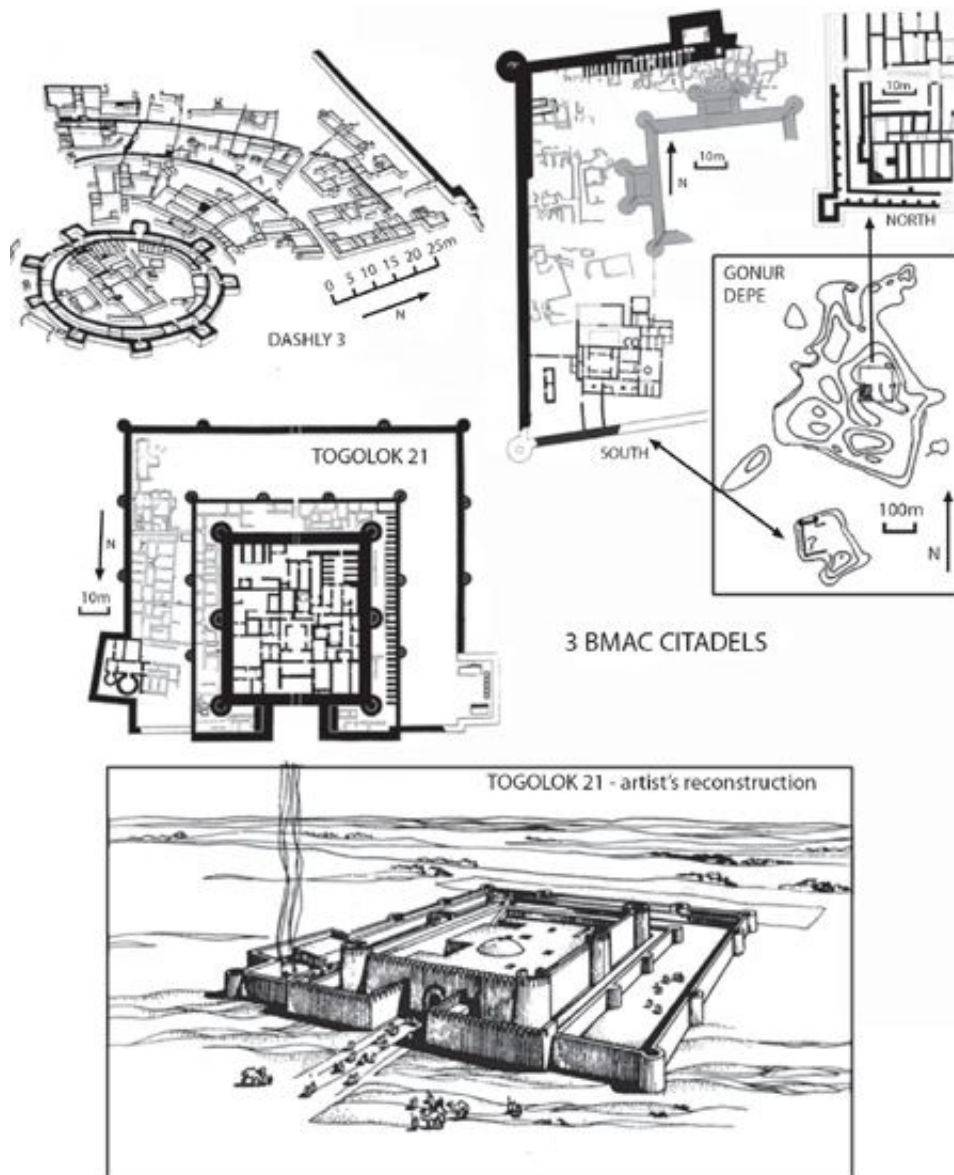 0 5 10 15 20 25m
N
DASHLY 3
10m
N
SOUTH
10m
NORTH
GONUR
DEPE
100m
N
?
TOGOLOK 21
N
10m
3 BMAC CITADELS
TOGOLOK 21 - artist's reconstruction